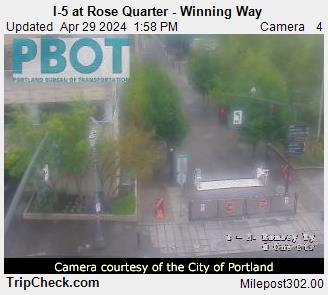 I-5 at Rose Quarter - Winning Way
Updated Apr 29 2024 1:58 PM Camera 4
PBOT
PORTLAND BUREAU OF TRANSPORTATION
Camera courtesy of the City of Portland
TripCheck.com Milepost302.00